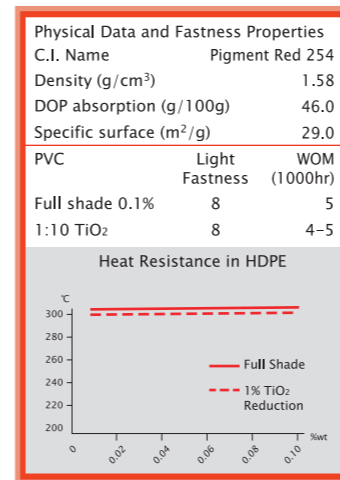 Physical Data and Fastness Properties
C.I. Name Pigment Red 254
Density (g/cm³) 1.58
DOP absorption (g/100g) 46.0
Specific surface (m²/g) 29.0
PVC Light Fastness WOM (1000hr)
Full shade 0.1% 8 5
1:10 TiO₂ 8 4-5
Heat Resistance in HDPE
℃
300
280
260
240
220
200
Full Shade
1% TiO₂
Reduction
0 0.02 0.04 0.06 0.08 0.10 %wt